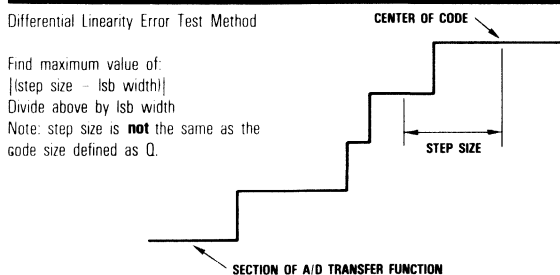 Differential Linearity Error Test Method
CENTER OF CODE
Find maximum value of:
|(step size – lsb width)|
Divide above by lsb width
Note: step size is not the same as the
code size defined as Q.
STEP SIZE
SECTION OF A/D TRANSFER FUNCTION